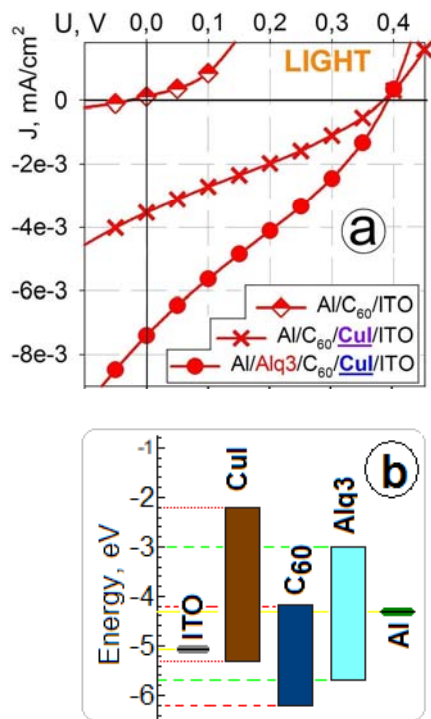 U, V 0,0 0,1 0,2 0,3 0,4
LIGHT
J, mA/cm²
0
-2e-3
-4e-3
-6e-3
-8e-3
a
Al/C₆₀/ITO
Al/C₆₀/CuI/ITO
Al/Alq3/C₆₀/CuI/ITO
b
Energy, eV
-1
-2
-3
-4
-5
-6
ITO
CuI
C60
Alq3
Al